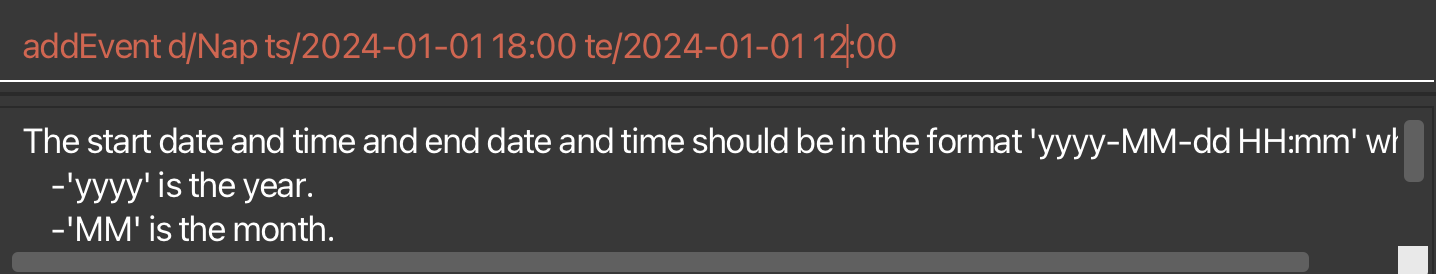 addEvent d/Nap ts/2024-01-01 18:00 te/2024-01-01 12:00
The start date and time and end date and time should be in the format 'yyyy-MM-dd HH:mm'
-'yyyy' is the year.
-'MM' is the month.